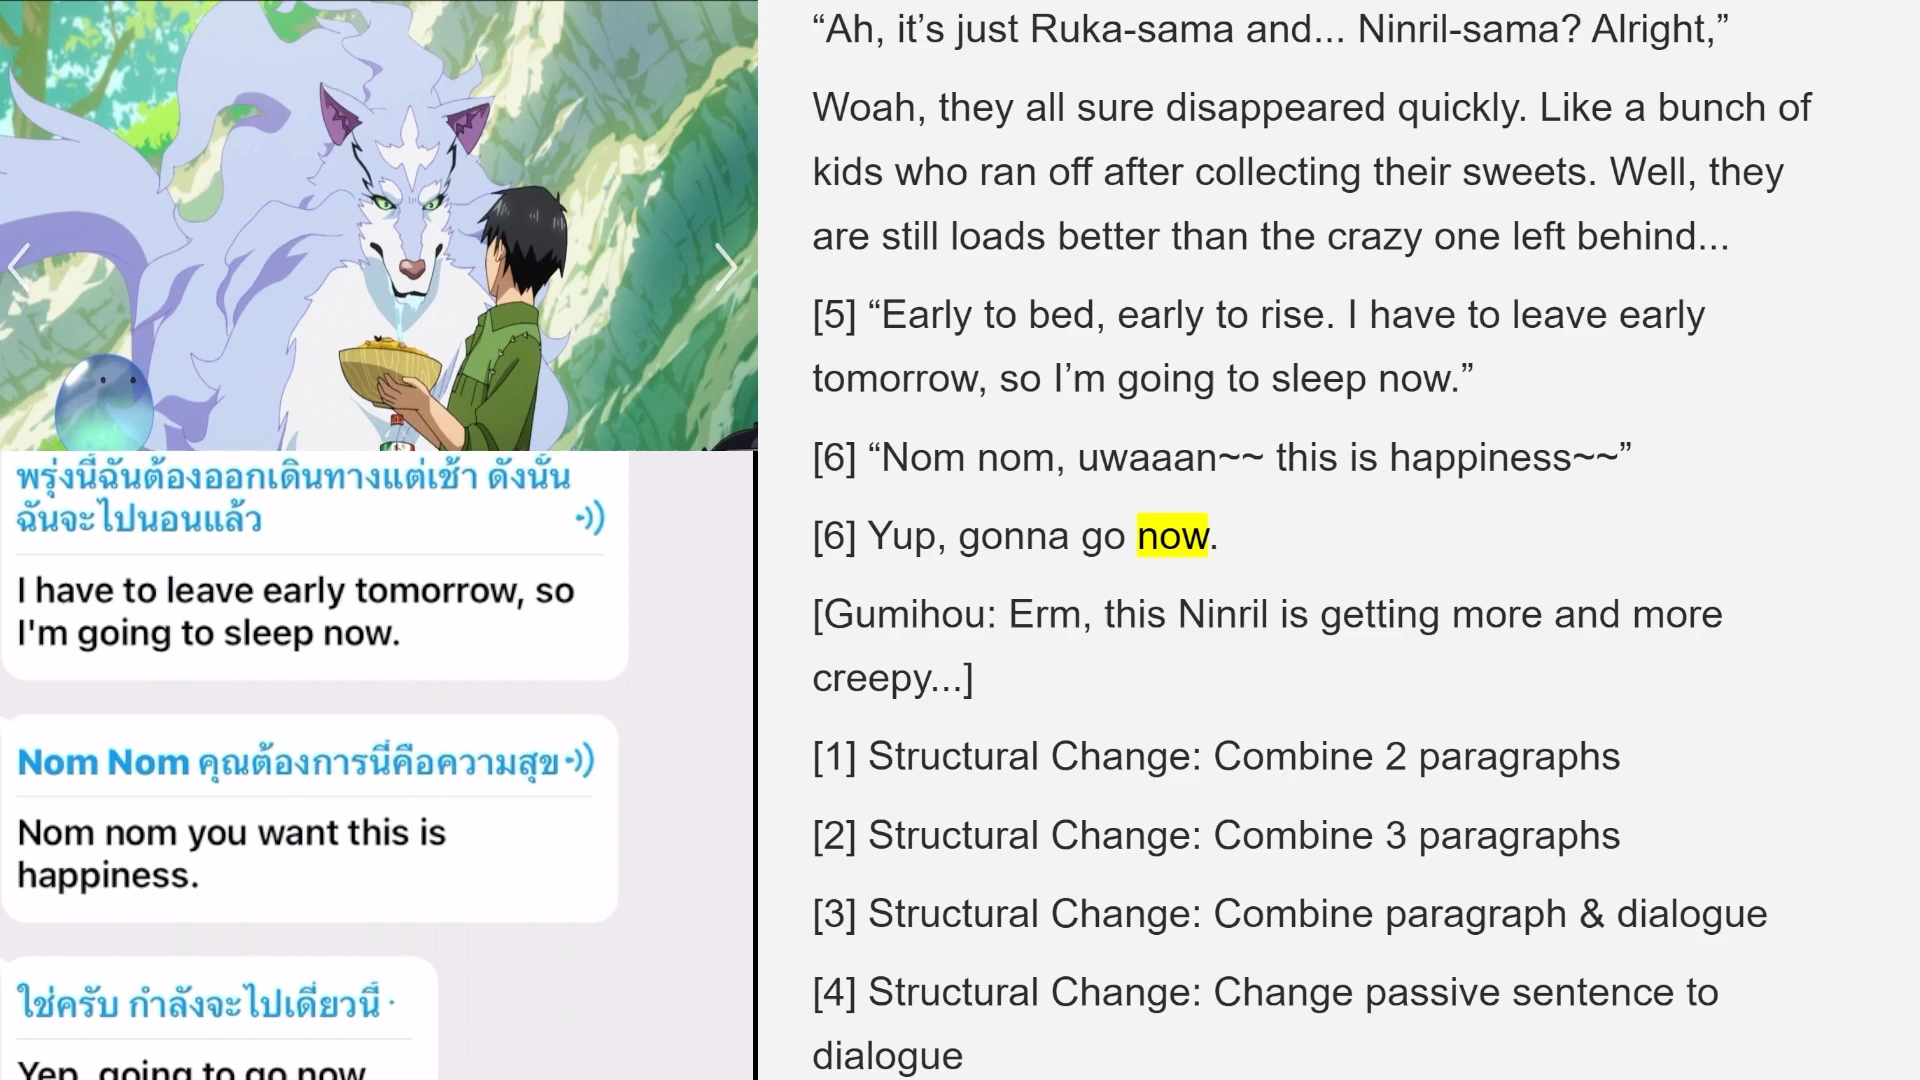 พรุ่งนี้ฉันต้องออกเดินทางแต่เช้า ดังนั้น
ฉันจะไปนอนแล้ว
I have to leave early tomorrow, so
I'm going to sleep now.
Nom Nom คุณต้องการนี่คือความสุข
Nom nom you want this is
happiness.
ใช่ครับ กำลังจะไปเดี๋ยวนี้
Yep, going to go now
“Ah, it’s just Ruka-sama and... Ninril-sama? Alright,”
Woah, they all sure disappeared quickly. Like a bunch of
kids who ran off after collecting their sweets. Well, they
are still loads better than the crazy one left behind...
[5] “Early to bed, early to rise. I have to leave early
tomorrow, so I’m going to sleep now.”
[6] “Nom nom, uwaaan~~ this is happiness~~”
[6] Yup, gonna go now.
[Gumihou: Erm, this Ninril is getting more and more
creepy...]
[1] Structural Change: Combine 2 paragraphs
[2] Structural Change: Combine 3 paragraphs
[3] Structural Change: Combine paragraph & dialogue
[4] Structural Change: Change passive sentence to
dialogue